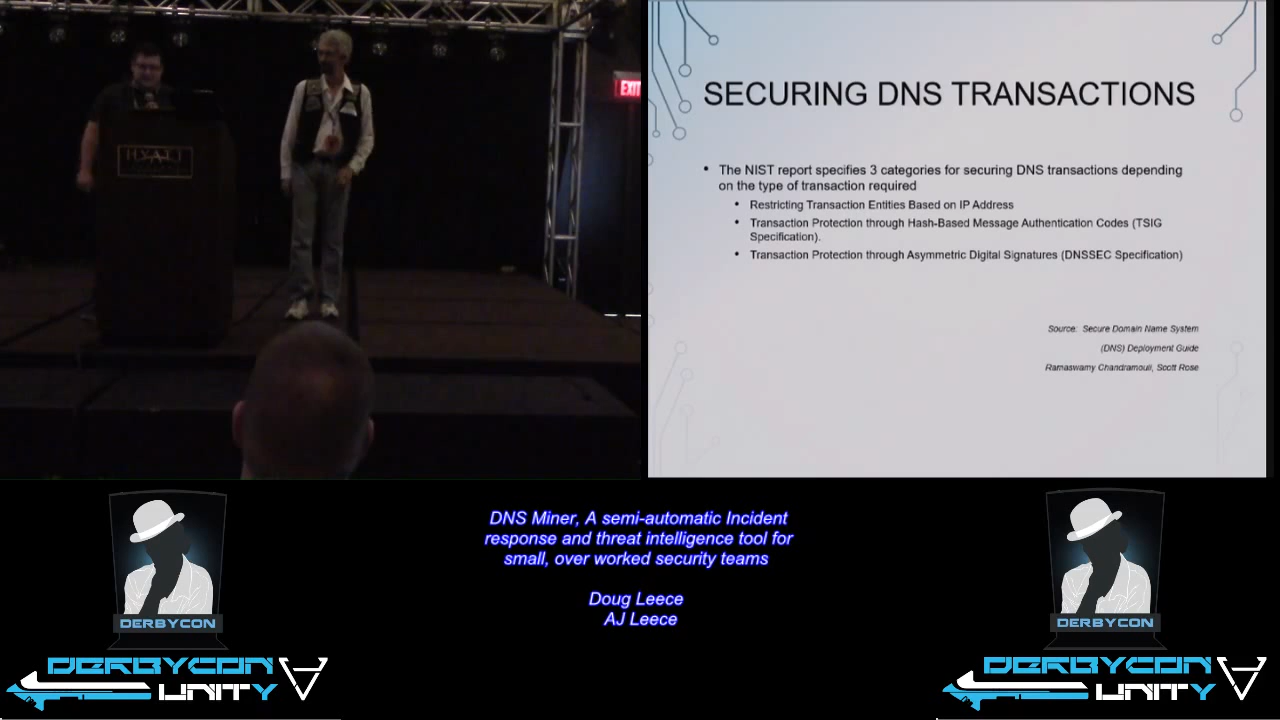 HYATT
EXIT
SECURING DNS TRANSACTIONS
• The NIST report specifies 3 categories for securing DNS transactions depending
on the type of transaction required
• Restricting Transaction Entities Based on IP Address
• Transaction Protection through Hash-Based Message Authentication Codes (TSIG
Specification).
• Transaction Protection through Asymmetric Digital Signatures (DNSSEC Specification)
Source: Secure Domain Name System
(DNS) Deployment Guide
Ramaswamy Chandramouli, Scott Rose
DNS Miner, A semi-automatic Incident
response and threat intelligence tool for
small, over worked security teams
Doug Leece
AJ Leece
DERBYCON
DERBYCON
UNITY
DERBYCON
DERBYCON
UNITY